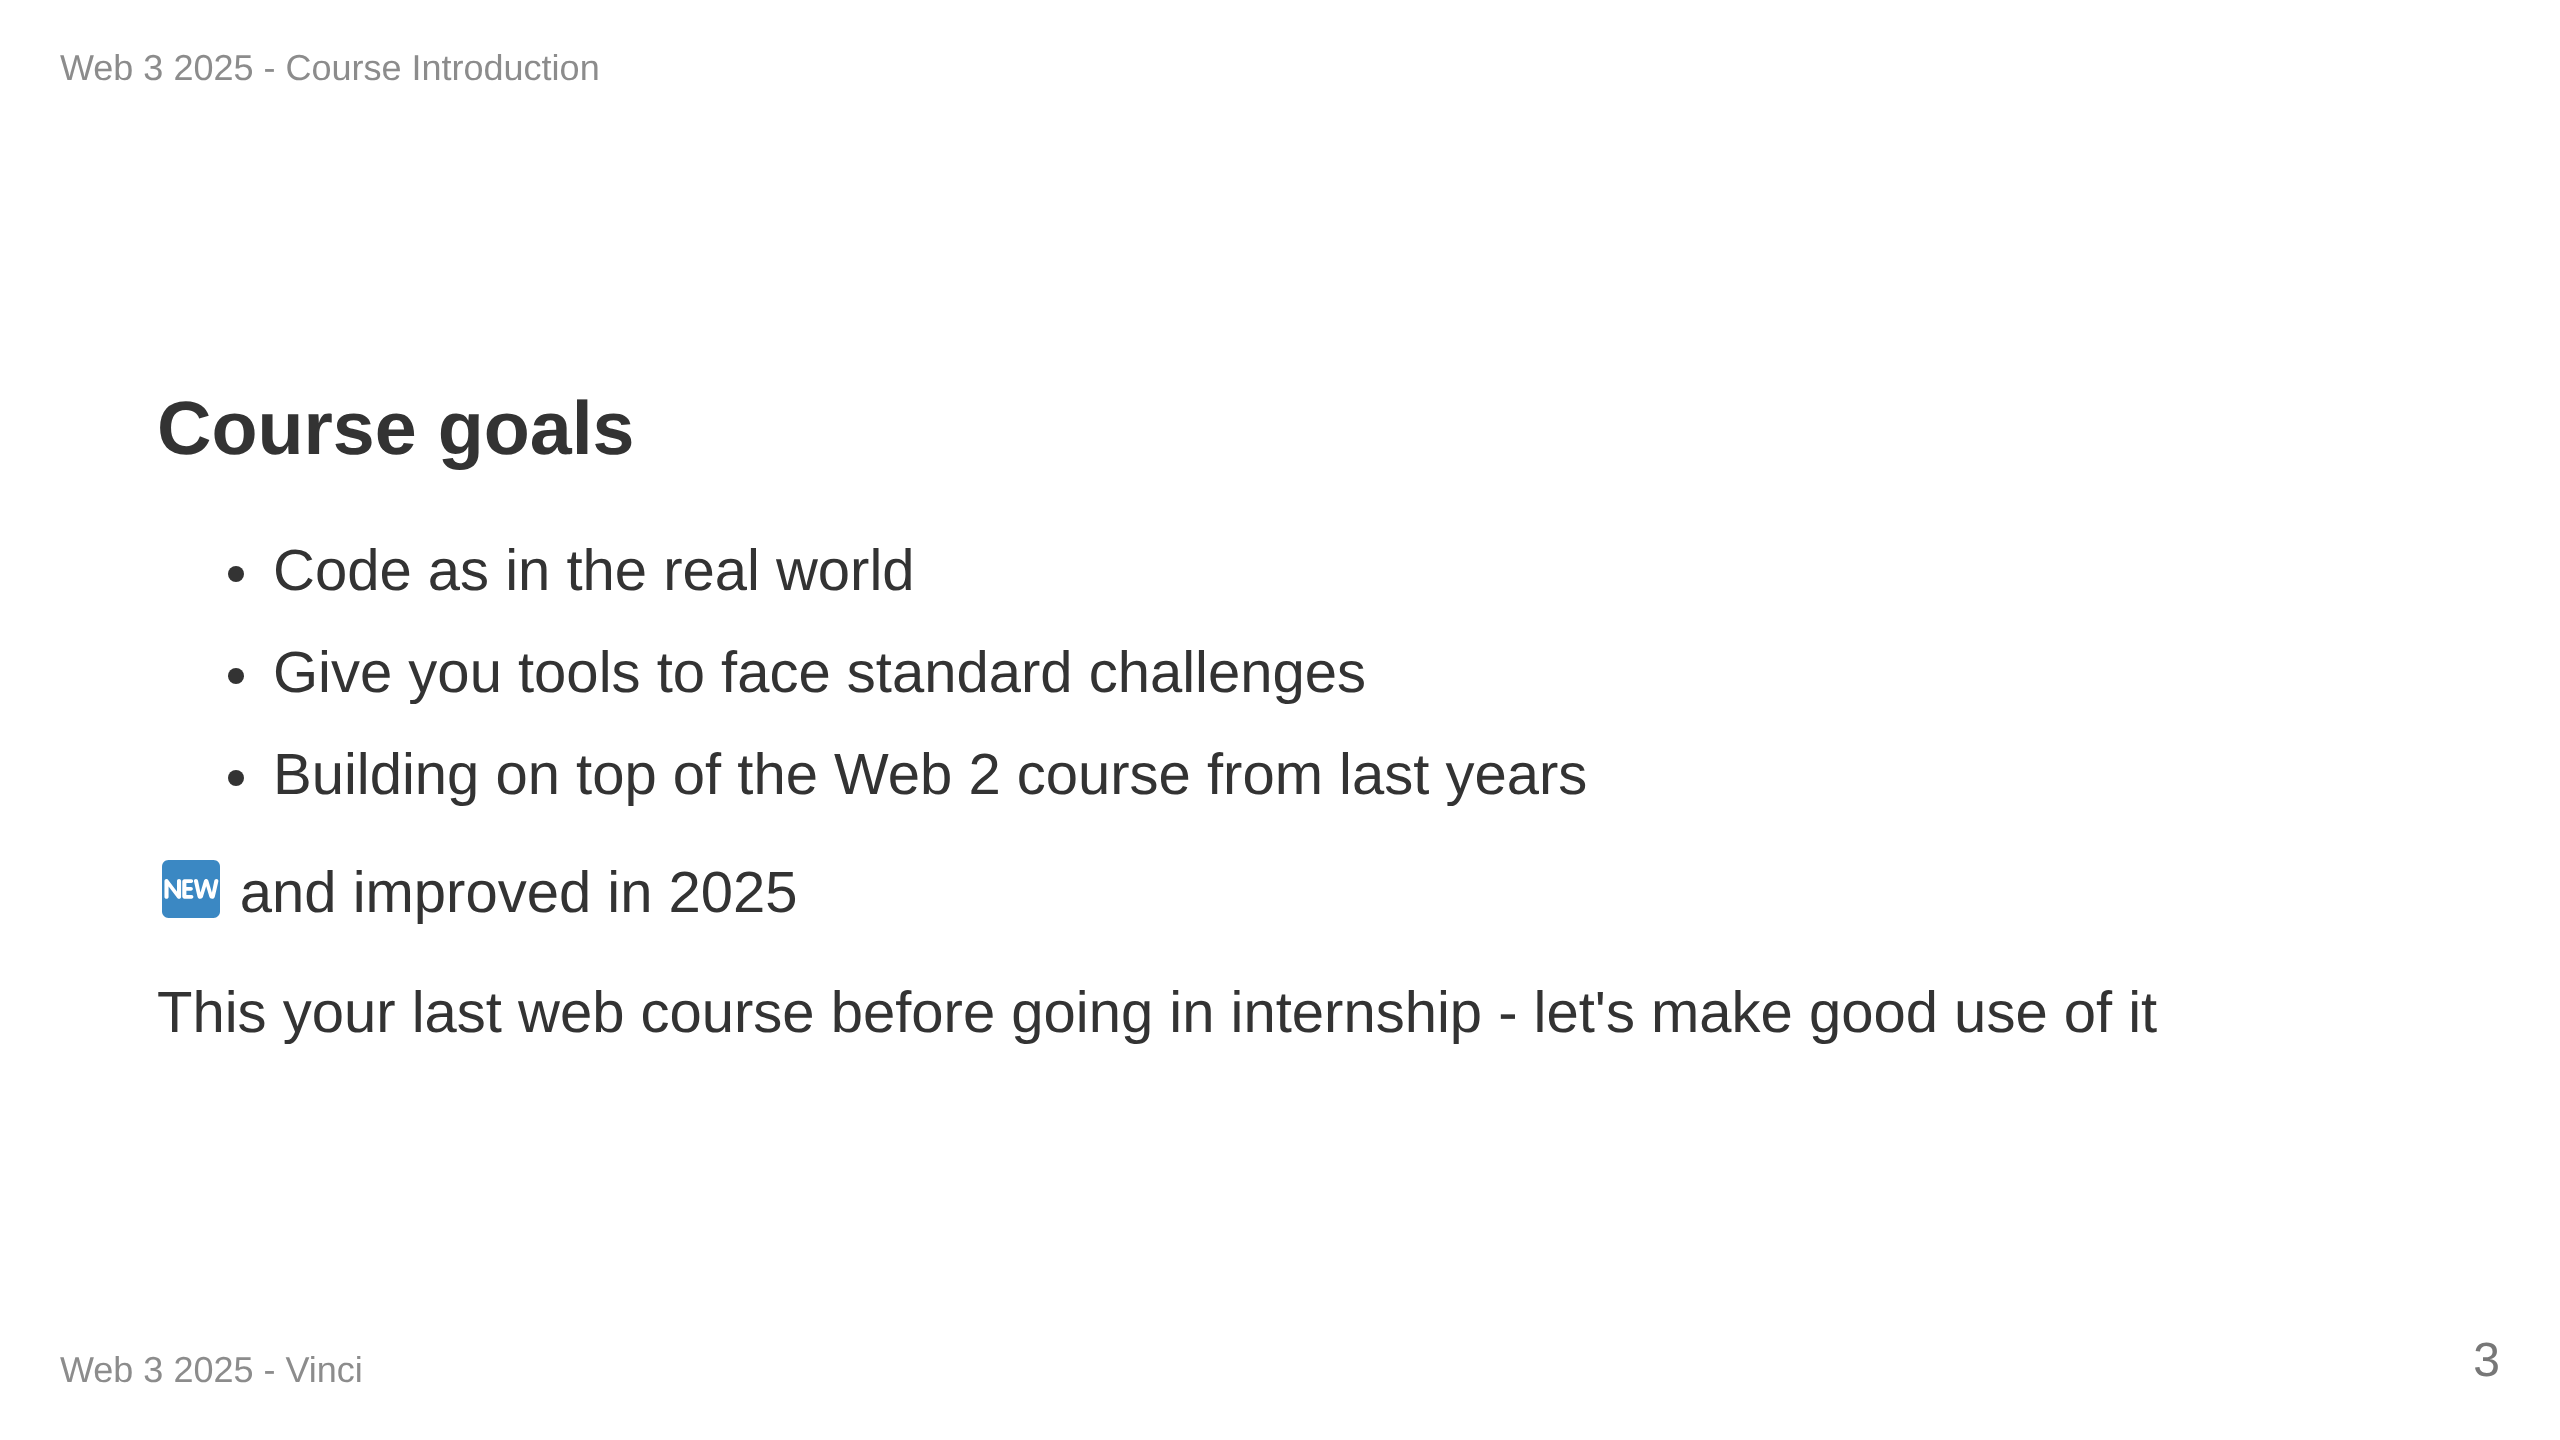 Web 3 2025 - Course Introduction
Course goals
• Code as in the real world
• Give you tools to face standard challenges
• Building on top of the Web 2 course from last years
🆕 and improved in 2025
This your last web course before going in internship - let's make good use of it
Web 3 2025 - Vinci
3